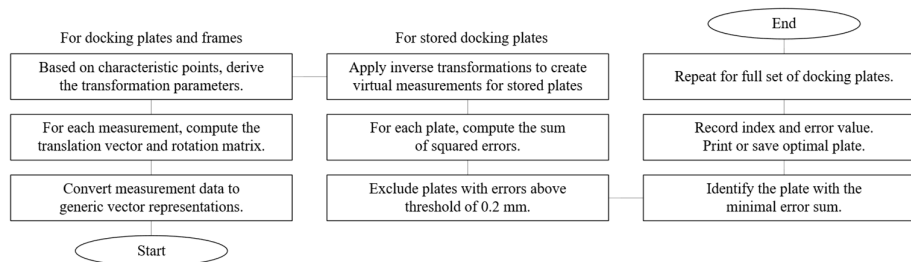 For docking plates and frames
Based on characteristic points, derive
the transformation parameters.
For each measurement, compute the
translation vector and rotation matrix.
Convert measurement data to
generic vector representations.
Start
For stored docking plates
Apply inverse transformations to create
virtual measurements for stored plates
For each plate, compute the sum
of squared errors.
Exclude plates with errors above
threshold of 0.2 mm.
End
Repeat for full set of docking plates.
Record index and error value.
Print or save optimal plate.
Identify the plate with the
minimal error sum.